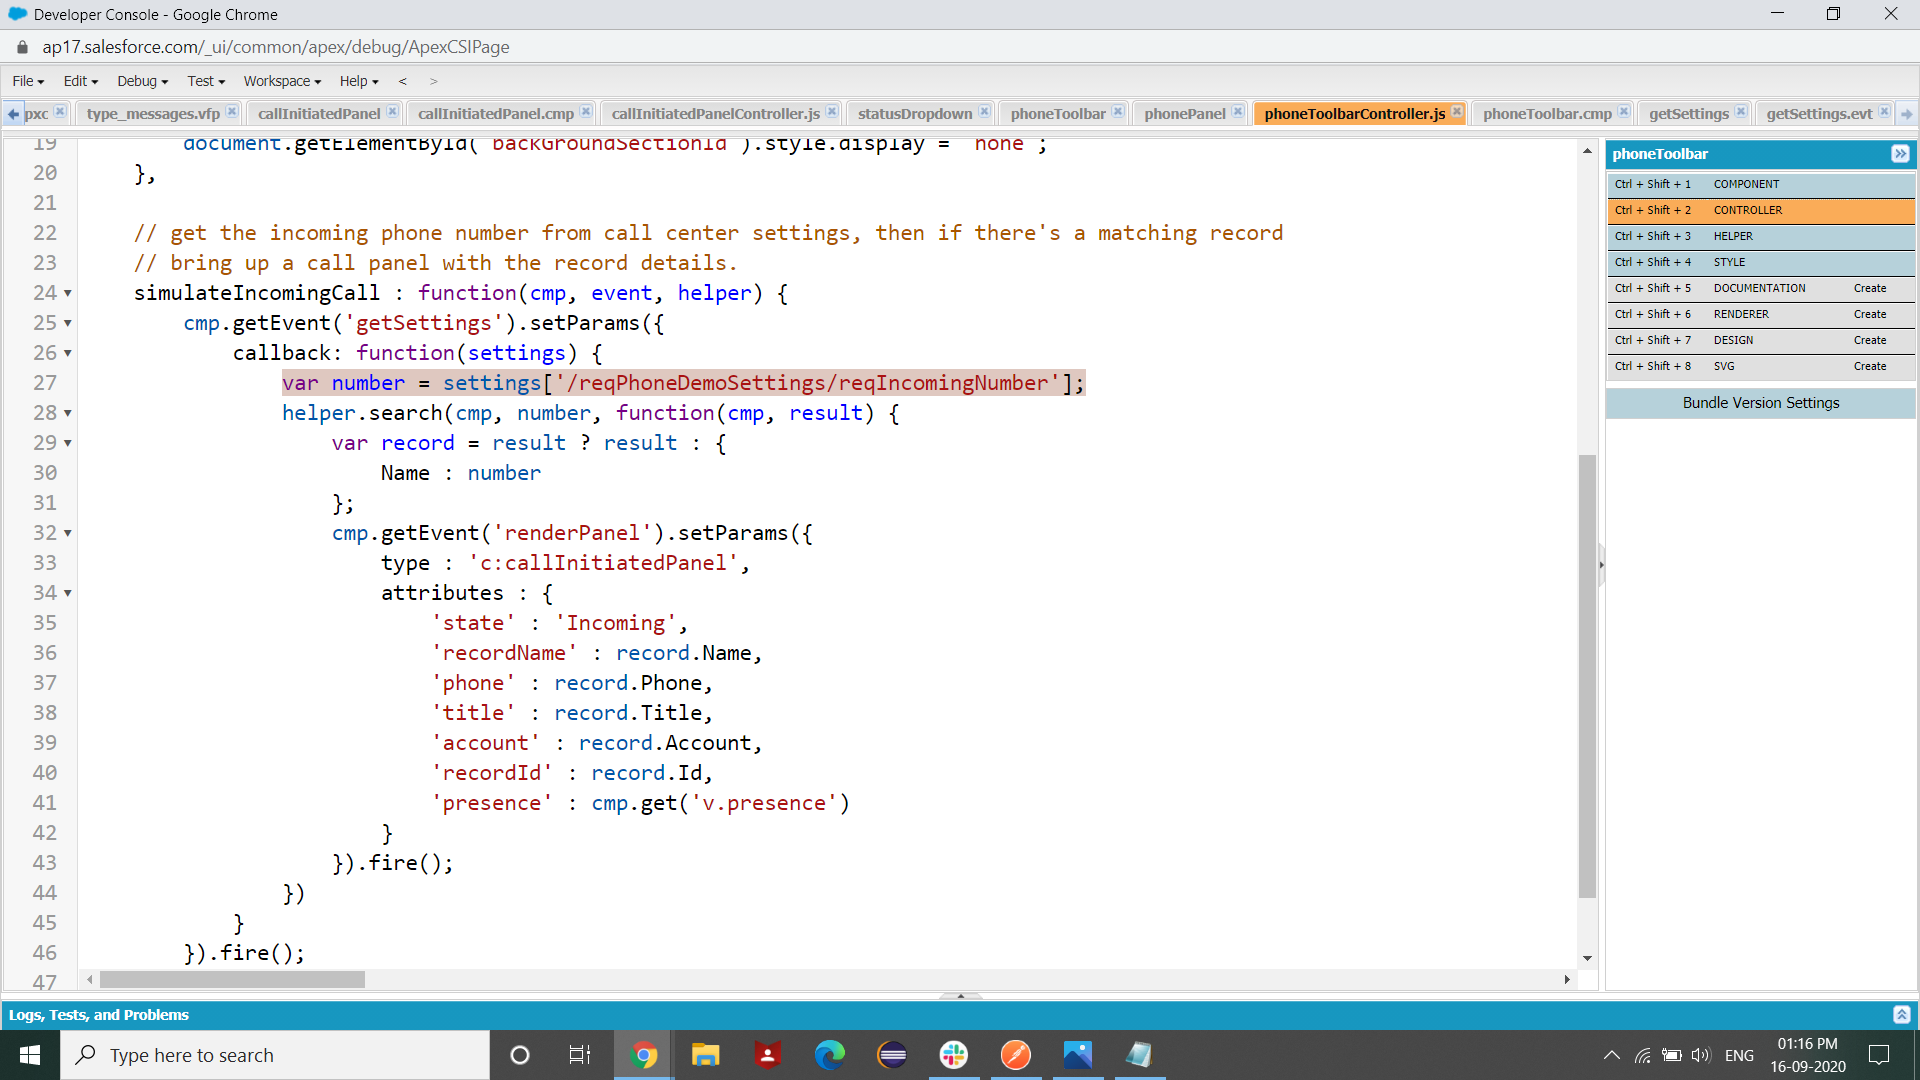 Developer Console - Google Chrome
ap17.salesforce.com/_ui/common/apex/debug/ApexCSIPage
File Edit Debug Test Workspace Help < >
pxc type_messages.vfp callInitiatedPanel callInitiatedPanel.cmp callInitiatedPanelController.js statusDropdown phoneToolbar phonePanel phoneToolbarController.js phoneToolbar.cmp getSettings getSettings.evt
19 document.getElementById("backGroundSectionId").style.display = "none";
20 },
21
22 // get the incoming phone number from call center settings, then if there's a matching record
23 // bring up a call panel with the record details.
24 simulateIncomingCall : function(cmp, event, helper) {
25 cmp.getEvent('getSettings').setParams({
26 callback: function(settings) {
27 var number = settings['/reqPhoneDemoSettings/reqIncomingNumber'];
28 helper.search(cmp, number, function(cmp, result) {
29 var record = result ? result : {
30 Name : number
31 };
32 cmp.getEvent('renderPanel').setParams({
33 type : 'c:callInitiatedPanel',
34 attributes : {
35 'state' : 'Incoming',
36 'recordName' : record.Name,
37 'phone' : record.Phone,
38 'title' : record.Title,
39 'account' : record.Account,
40 'recordId' : record.Id,
41 'presence' : cmp.get('v.presence')
42 }
43 }).fire();
44 })
45 }
46 }).fire();
47
phoneToolbar
Ctrl + Shift + 1 COMPONENT
Ctrl + Shift + 2 CONTROLLER
Ctrl + Shift + 3 HELPER
Ctrl + Shift + 4 STYLE
Ctrl + Shift + 5 DOCUMENTATION Create
Ctrl + Shift + 6 RENDERER Create
Ctrl + Shift + 7 DESIGN Create
Ctrl + Shift + 8 SVG Create
Bundle Version Settings
Logs, Tests, and Problems
Type here to search
ENG
01:16 PM
16-09-2020